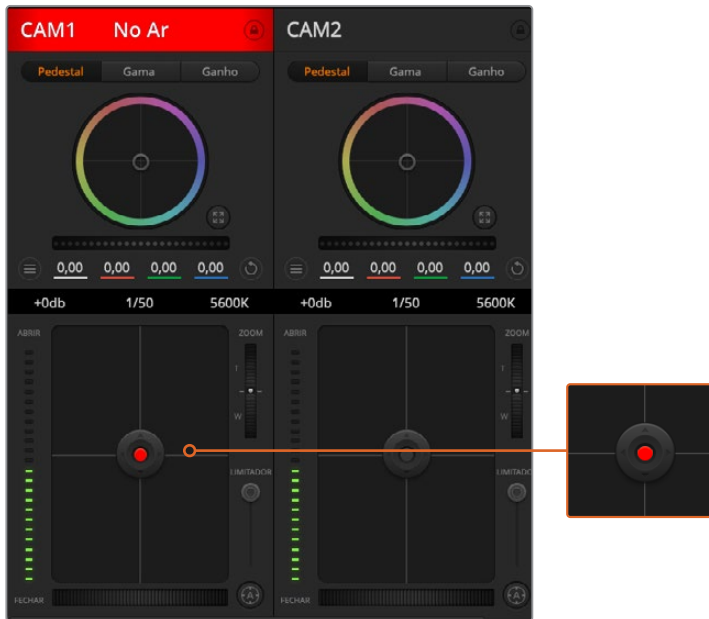 CAM1 No Ar
Pedestal Gama Ganho
0,00 0,00 0,00 0,00
+0db 1/50 5600K
ABRIR ZOOM
T
W
LIMITADOR
A
FECHAR
CAM2
Pedestal Gama Ganho
0,00 0,00 0,00 0,00
+0db 1/50 5600K
ABRIR ZOOM
T
W
LIMITADO
A
FECHAR